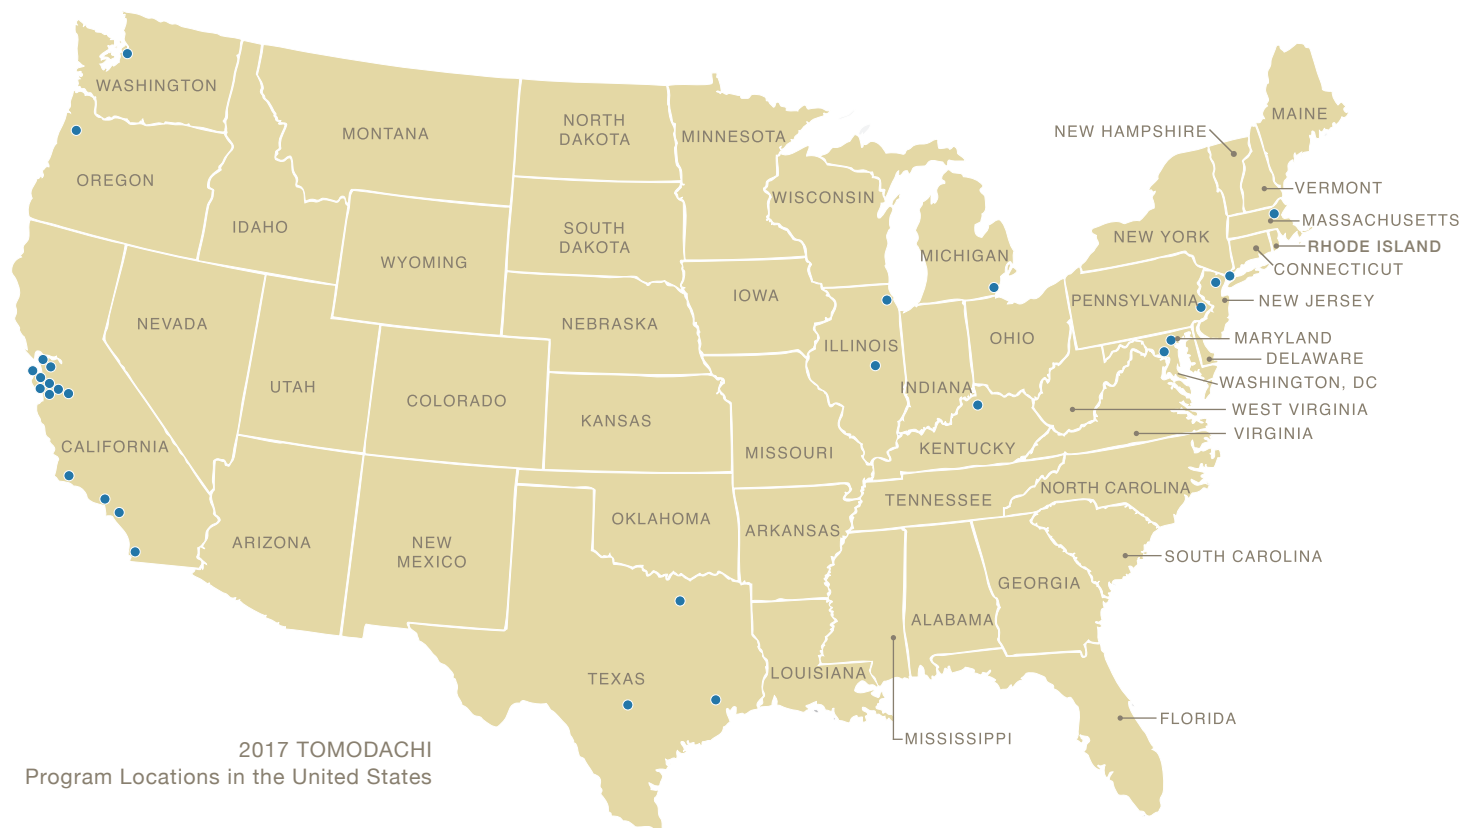 WASHINGTON
MONTANA
NORTH
DAKOTA
MINNESOTA
MAINE
NEW HAMPSHIRE
OREGON
VERMONT
WISCONSIN
MASSACHUSETTS
IDAHO
SOUTH
DAKOTA
NEW YORK
RHODE ISLAND
MICHIGAN
WYOMING
CONNECTICUT
IOWA
PENNSYLVANIA
NEW JERSEY
NEVADA
NEBRASKA
OHIO
MARYLAND
ILLINOIS
DELAWARE
UTAH
INDIANA
WASHINGTON, DC
COLORADO
WEST VIRGINIA
KANSAS
VIRGINIA
CALIFORNIA
MISSOURI
KENTUCKY
NORTH CAROLINA
TENNESSEE
OKLAHOMA
ARKANSAS
ARIZONA
NEW
MEXICO
SOUTH CAROLINA
GEORGIA
ALABAMA
TEXAS
LOUISIANA
FLORIDA
MISSISSIPPI
2017 TOMODACHI
Program Locations in the United States